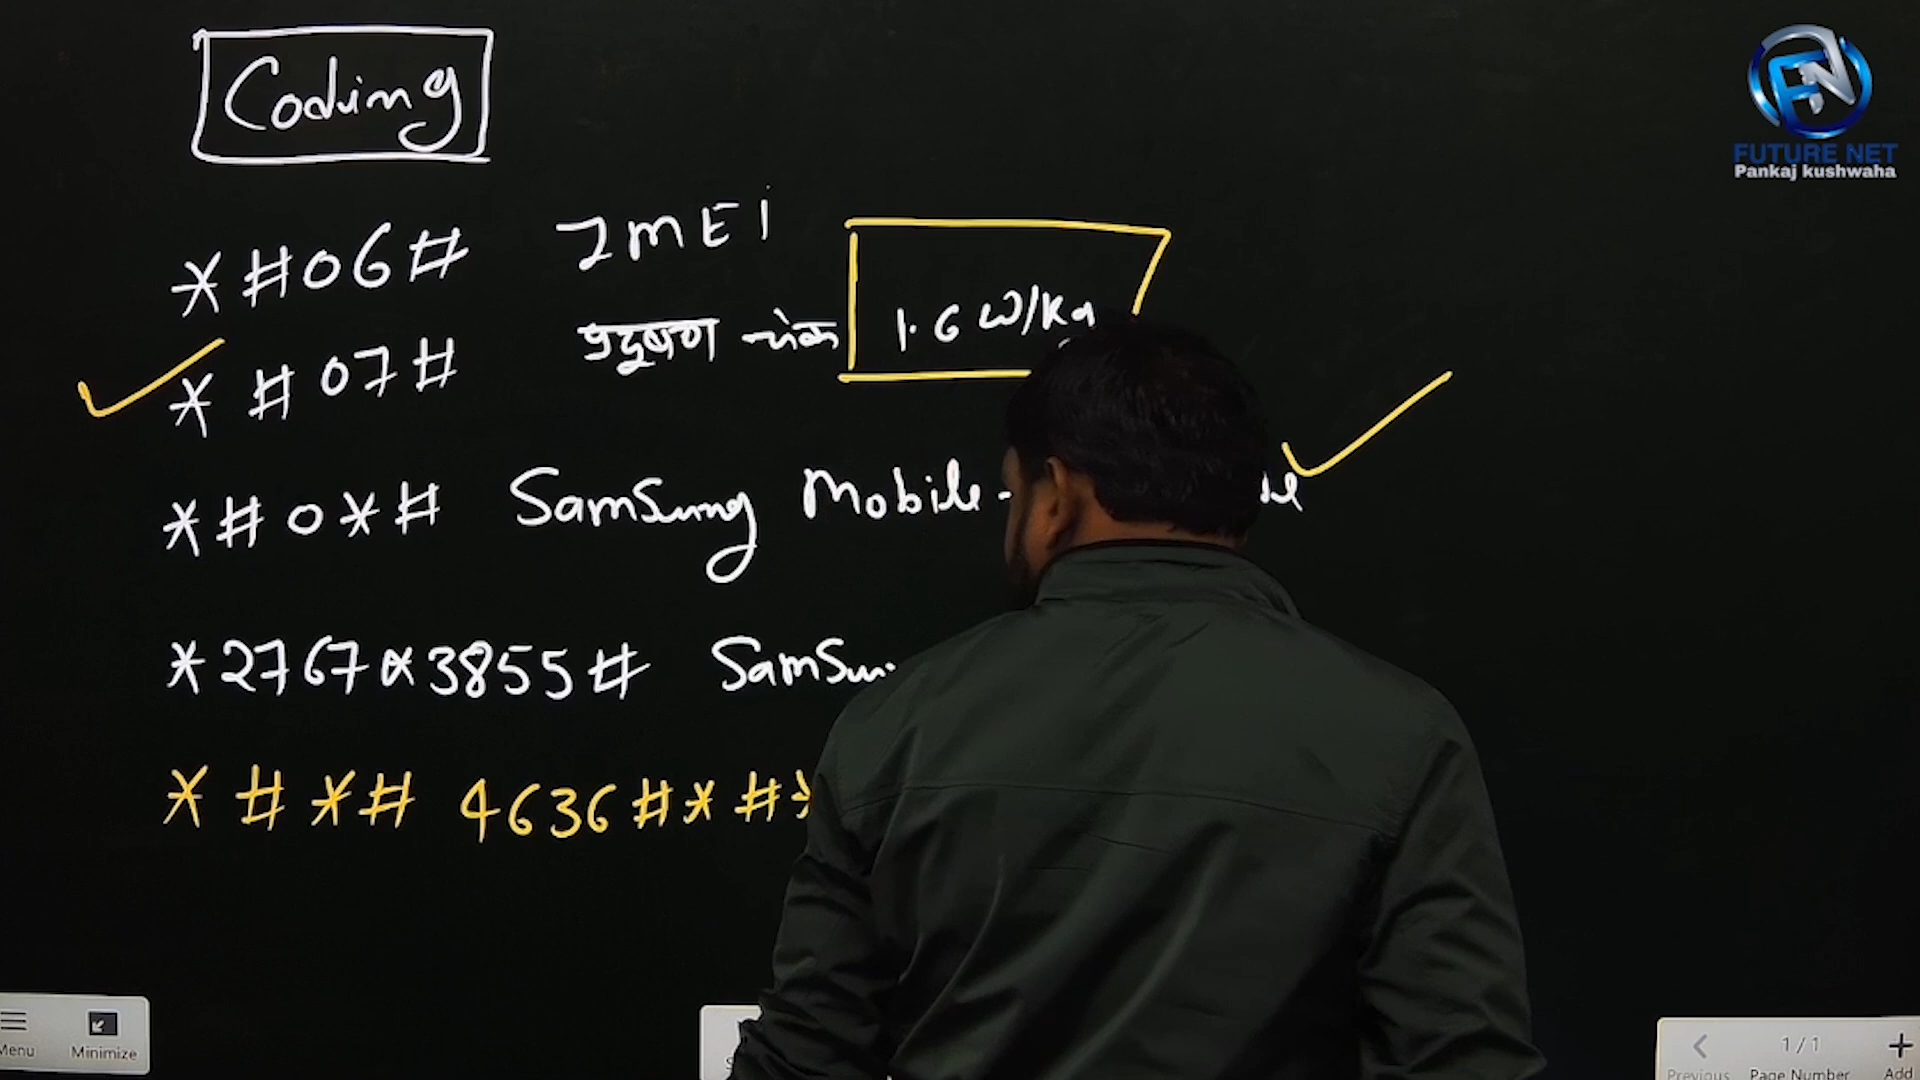 Coding
FUTURE NET
Pankaj kushwaha
*#06# IMEI
*#07# प्रदूषण चेक 1.6 W/Kg
*#0*# Samsung Mobile-
*2767*3855# Samsu
*#*# 4636#*#*
Menu Minimize
Previous 1/1 Page Number Add